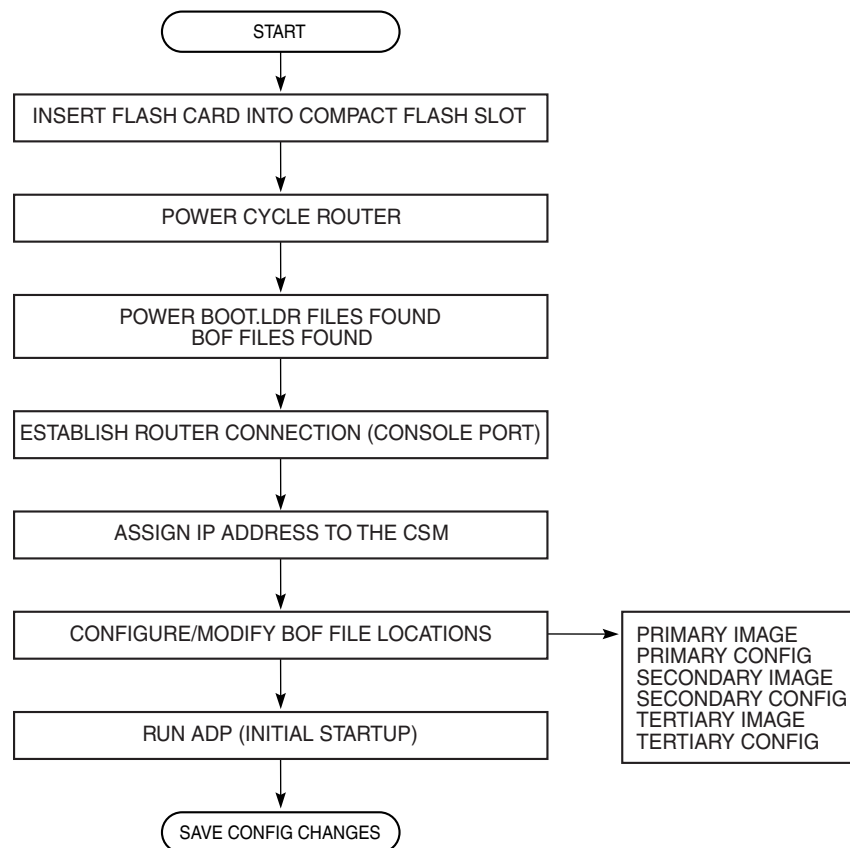 START
INSERT FLASH CARD INTO COMPACT FLASH SLOT
POWER CYCLE ROUTER
POWER BOOT.LDR FILES FOUND
BOF FILES FOUND
ESTABLISH ROUTER CONNECTION (CONSOLE PORT)
ASSIGN IP ADDRESS TO THE CSM
CONFIGURE/MODIFY BOF FILE LOCATIONS
PRIMARY IMAGE
PRIMARY CONFIG
SECONDARY IMAGE
SECONDARY CONFIG
TERTIARY IMAGE
TERTIARY CONFIG
RUN ADP (INITIAL STARTUP)
SAVE CONFIG CHANGES